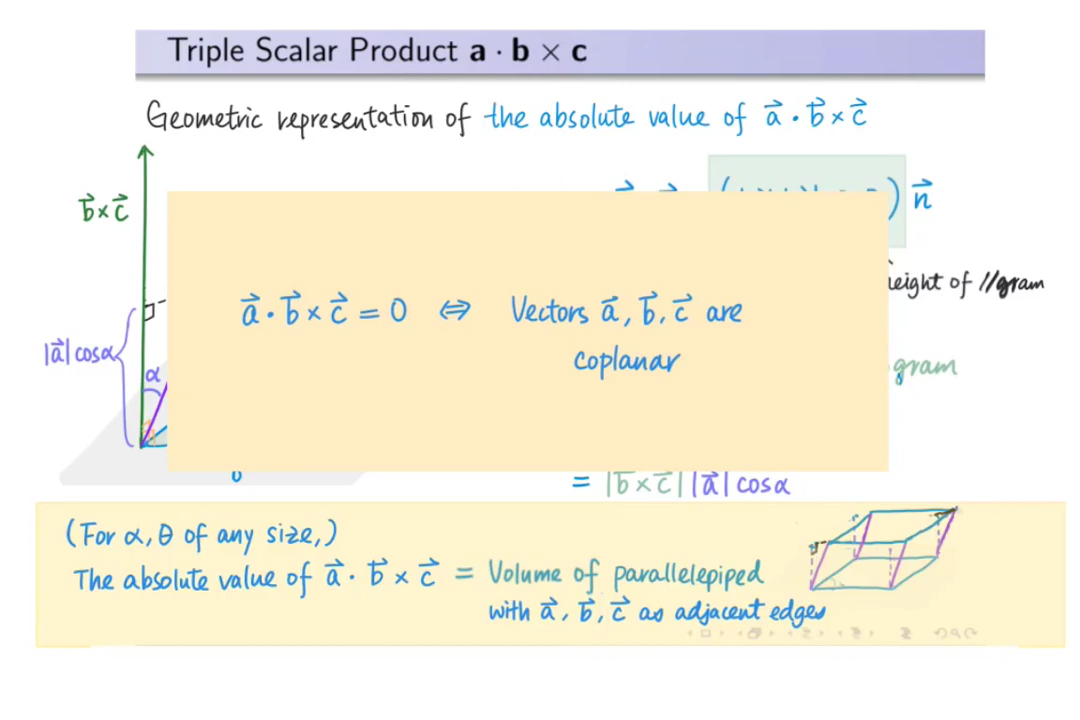 Triple Scalar Product a · b × c
Geometric representation of the absolute value of a⃗ · b⃗ × c⃗
b⃗ × c⃗
) n⃗
a⃗ · b⃗ × c⃗ = 0 ⇔ Vectors a⃗, b⃗, c⃗ are
coplanar
eight of //gram
|a⃗| cosα
α
gram
= |b⃗ × c⃗| |a⃗| cosα
(For α, θ of any size,)
The absolute value of a⃗ · b⃗ × c⃗ = Volume of parallelepiped
with a⃗, b⃗, c⃗ as adjacent edges